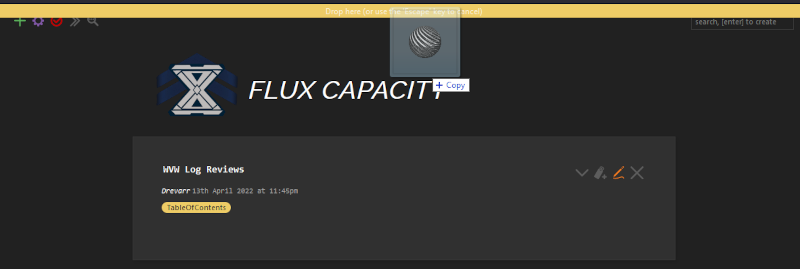 Drop here (or use the 'Escape' key to cancel)
search, [enter] to create
FLUX CAPACITY
Copy
WVW Log Reviews
Drevarr 13th April 2022 at 11:45pm
TableOfContents